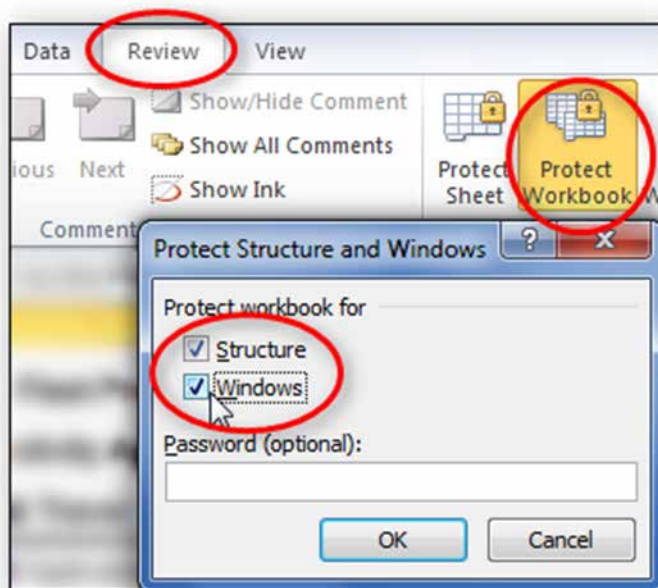 Data Review View
Show/Hide Comment
Show All Comments
ious Next Show Ink
Protect Sheet
Protect Workbook
Comment
Protect Structure and Windows
Protect workbook for
Structure
Windows
Password (optional):
OK Cancel